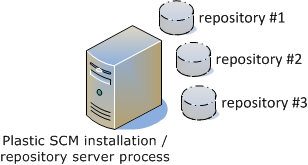 repository #1
repository #2
repository #3
Plastic SCM installation /
repository server process